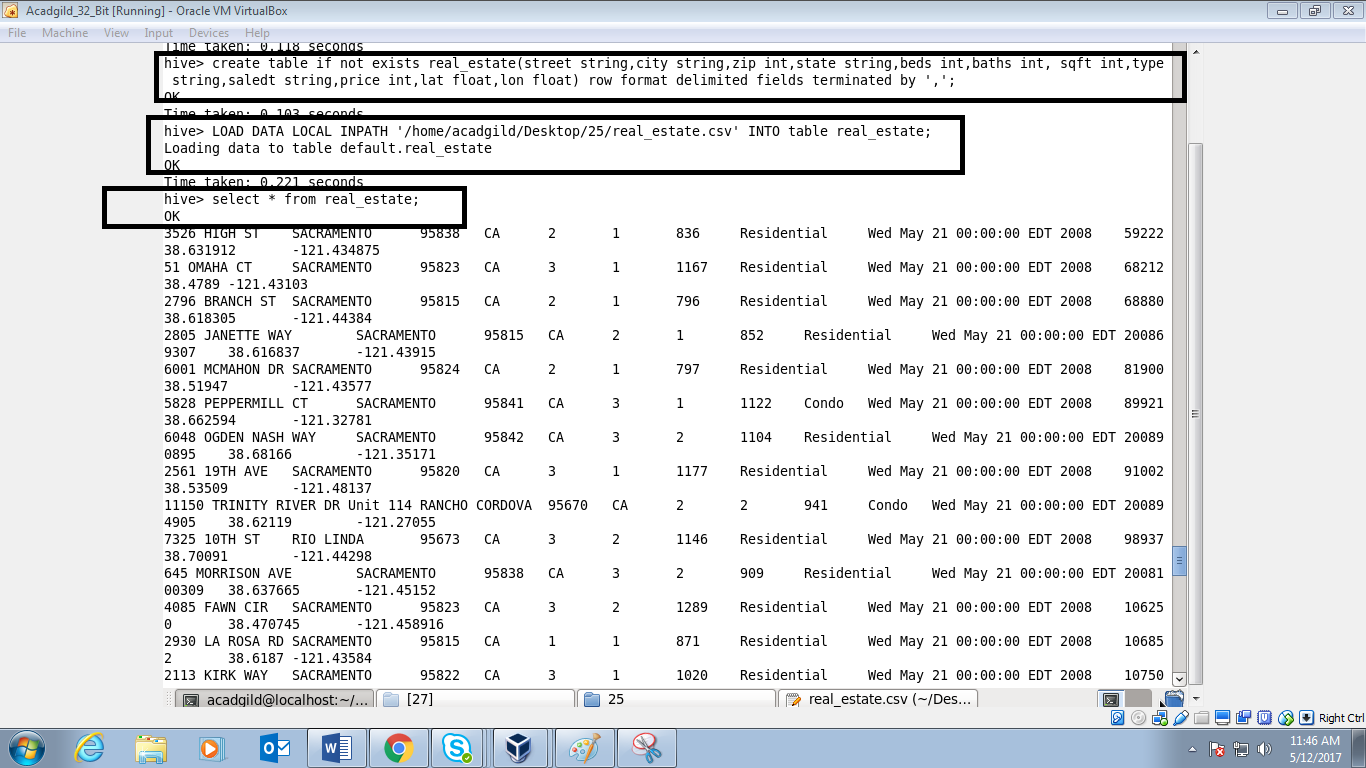 Acadgild_32_Bit [Running] - Oracle VM VirtualBox
File Machine View Input Devices Help
Time taken: 0.118 seconds
hive> create table if not exists real_estate(street string,city string,zip int,state string,beds int,baths int, sqft int,type
string,saledt string,price int,lat float,lon float) row format delimited fields terminated by ',';
OK
Time taken: 0.103 seconds
hive> LOAD DATA LOCAL INPATH '/home/acadgild/Desktop/25/real_estate.csv' INTO table real_estate;
Loading data to table default.real_estate
OK
Time taken: 0.221 seconds
hive> select * from real_estate;
OK
3526 HIGH ST SACRAMENTO 95838 CA 2 1 836 Residential Wed May 21 00:00:00 EDT 2008 59222
38.631912 -121.434875
51 OMAHA CT SACRAMENTO 95823 CA 3 1 1167 Residential Wed May 21 00:00:00 EDT 2008 68212
38.4789 -121.43103
2796 BRANCH ST SACRAMENTO 95815 CA 2 1 796 Residential Wed May 21 00:00:00 EDT 2008 68880
38.618305 -121.44384
2805 JANETTE WAY SACRAMENTO 95815 CA 2 1 852 Residential Wed May 21 00:00:00 EDT 20086
9307 38.616837 -121.43915
6001 MCMAHON DR SACRAMENTO 95824 CA 2 1 797 Residential Wed May 21 00:00:00 EDT 2008 81900
38.51947 -121.43577
5828 PEPPERMILL CT SACRAMENTO 95841 CA 3 1 1122 Condo Wed May 21 00:00:00 EDT 2008 89921
38.662594 -121.32781
6048 OGDEN NASH WAY SACRAMENTO 95842 CA 3 2 1104 Residential Wed May 21 00:00:00 EDT 20089
0895 38.68166 -121.35171
2561 19TH AVE SACRAMENTO 95820 CA 3 1 1177 Residential Wed May 21 00:00:00 EDT 2008 91002
38.53509 -121.48137
11150 TRINITY RIVER DR Unit 114 RANCHO CORDOVA 95670 CA 2 2 941 Condo Wed May 21 00:00:00 EDT 20089
4905 38.62119 -121.27055
7325 10TH ST RIO LINDA 95673 CA 3 2 1146 Residential Wed May 21 00:00:00 EDT 2008 98937
38.70091 -121.44298
645 MORRISON AVE SACRAMENTO 95838 CA 3 2 909 Residential Wed May 21 00:00:00 EDT 20081
00309 38.637665 -121.45152
4085 FAWN CIR SACRAMENTO 95823 CA 3 2 1289 Residential Wed May 21 00:00:00 EDT 2008 10625
0 38.470745 -121.458916
2930 LA ROSA RD SACRAMENTO 95815 CA 1 1 871 Residential Wed May 21 00:00:00 EDT 2008 10685
2 38.6187 -121.43584
2113 KIRK WAY SACRAMENTO 95822 CA 3 1 1020 Residential Wed May 21 00:00:00 EDT 2008 10750
acadgild@localhost:~/... [27] 25 real_estate.csv (~/Des...
Right Ctrl
11:46 AM
5/12/2017